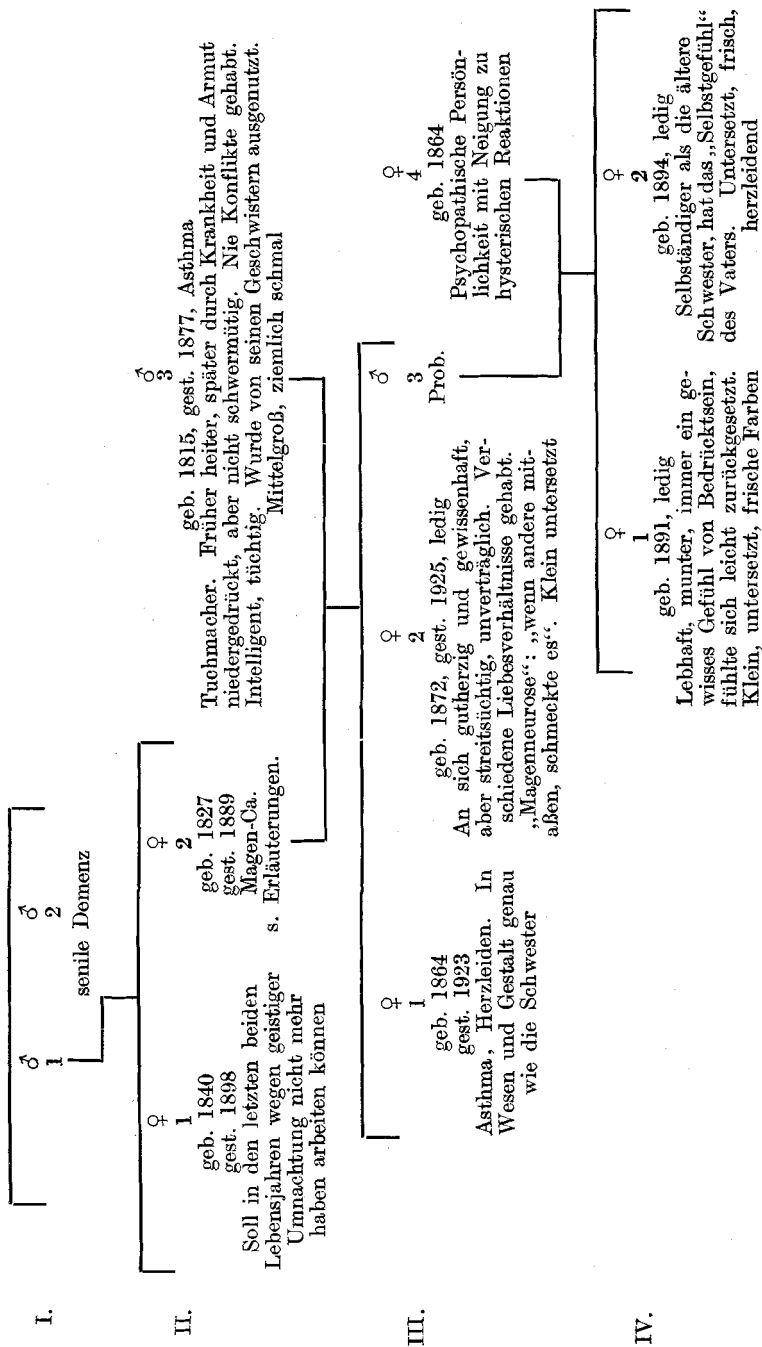 I.
♂
1
♂
2
senile Demenz
II.
♀
1
geb. 1840
gest. 1898
Soll in den letzten beiden
Lebensjahren wegen geistiger
Umnachtung nicht mehr
haben arbeiten können
♀
2
geb. 1827
gest. 1889
Magen-Ca.
s. Erläuterungen.
♂
3
geb. 1815, gest. 1877, Asthma
Tuchmacher. Früher heiter, später durch Krankheit und Armut
niedergedrückt, aber nicht schwermütig. Nie Konflikte gehabt.
Intelligent, tüchtig. Wurde von seinen Geschwistern ausgenutzt.
Mittelgroß, ziemlich schmal
III.
♀
1
geb. 1864
gest. 1923
Asthma, Herzleiden. In
Wesen und Gestalt genau
wie die Schwester
♀
2
geb. 1872, gest. 1925, ledig
An sich gutherzig und gewissenhaft,
aber streitsüchtig, unverträglich. Ver-
schiedene Liebesverhältnisse gehabt.
„Magenneurose“: „wenn andere mit-
aßen, schmeckte es“. Klein untersetzt
♂
3
Prob.
♀
4
geb. 1864
Psychopathische Persön-
lichkeit mit Neigung zu
hysterischen Reaktionen
IV.
♀
1
geb. 1891, ledig
Lebhaft, munter, immer ein ge-
wisses Gefühl von Bedrücktsein,
fühlte sich leicht zurückgesetzt.
Klein, untersetzt, frische Farben
♀
2
geb. 1894, ledig
Selbständiger als die ältere
Schwester, hat das „Selbstgefühl“
des Vaters. Untersetzt, frisch,
herzleidend